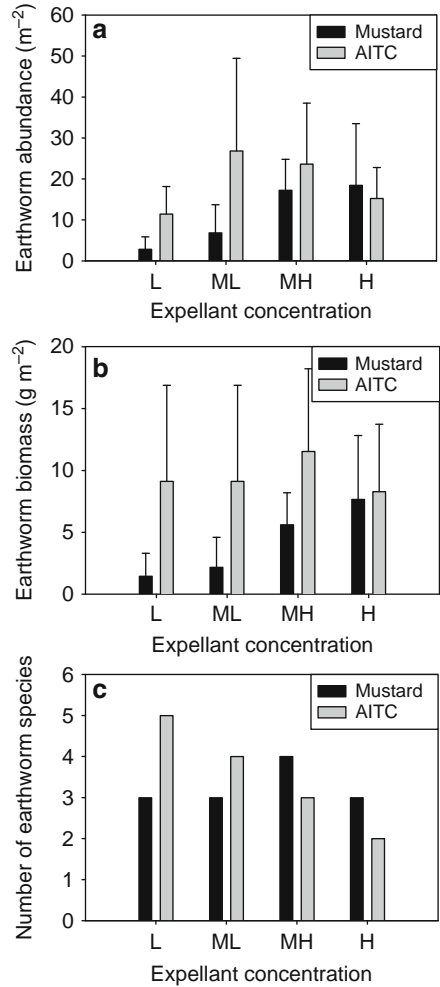 a
Mustard
AITC
Earthworm abundance (m⁻²)
60
50
40
30
20
10
0
L ML MH H
Expellant concentration
b
Mustard
AITC
Earthworm biomass (g m⁻²)
20
15
10
5
0
L ML MH H
Expellant concentration
c
Mustard
AITC
Number of earthworm species
6
5
4
3
2
1
0
L ML MH H
Expellant concentration